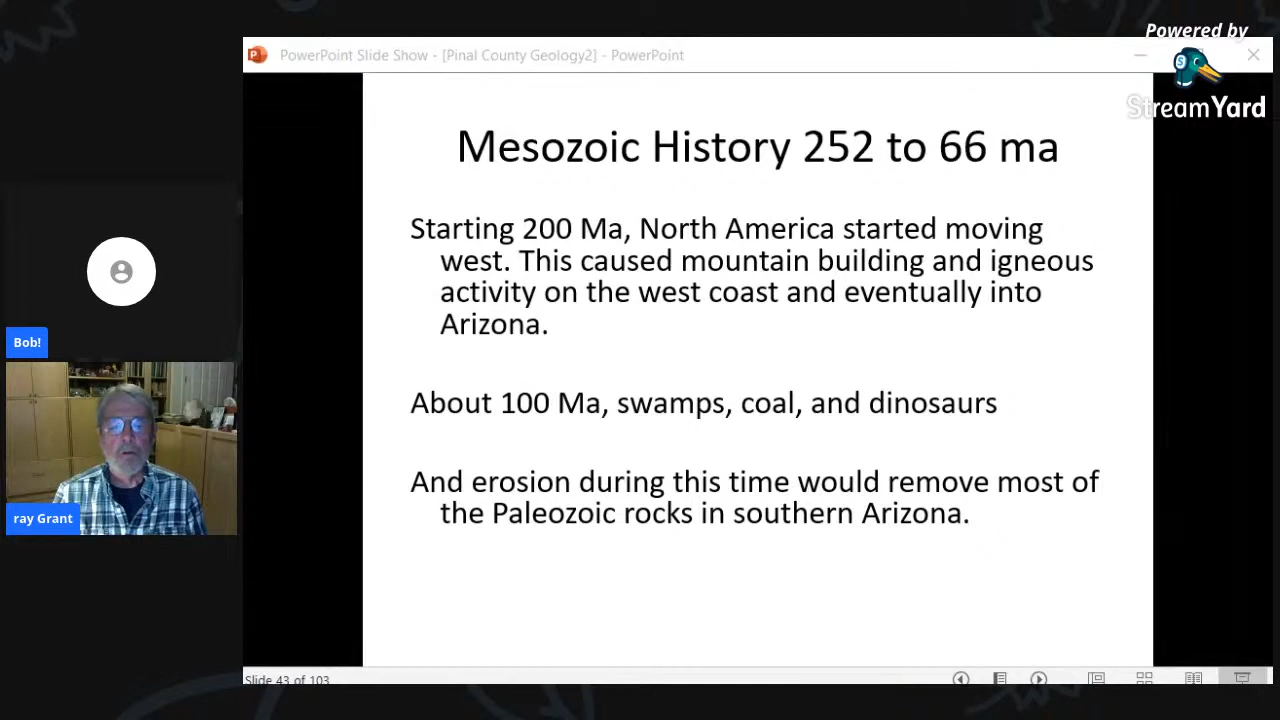 Powered by
StreamYard
PowerPoint Slide Show - [Pinal County Geology2] - PowerPoint
Mesozoic History 252 to 66 ma
Starting 200 Ma, North America started moving
west. This caused mountain building and igneous
activity on the west coast and eventually into
Arizona.
About 100 Ma, swamps, coal, and dinosaurs
And erosion during this time would remove most of
the Paleozoic rocks in southern Arizona.
Bob!
ray Grant
Slide 43 of 103